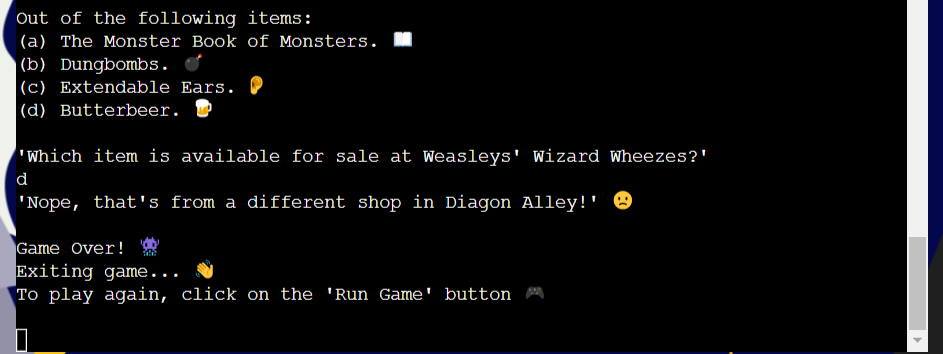 Out of the following items:
(a) The Monster Book of Monsters. 📖
(b) Dungbombs. 💣
(c) Extendable Ears. 👂
(d) Butterbeer. 🍺
'Which item is available for sale at Weasleys' Wizard Wheezes?'
d
'Nope, that's from a different shop in Diagon Alley!' 🙁
Game Over! 👾
Exiting game... 👋
To play again, click on the 'Run Game' button 🎮